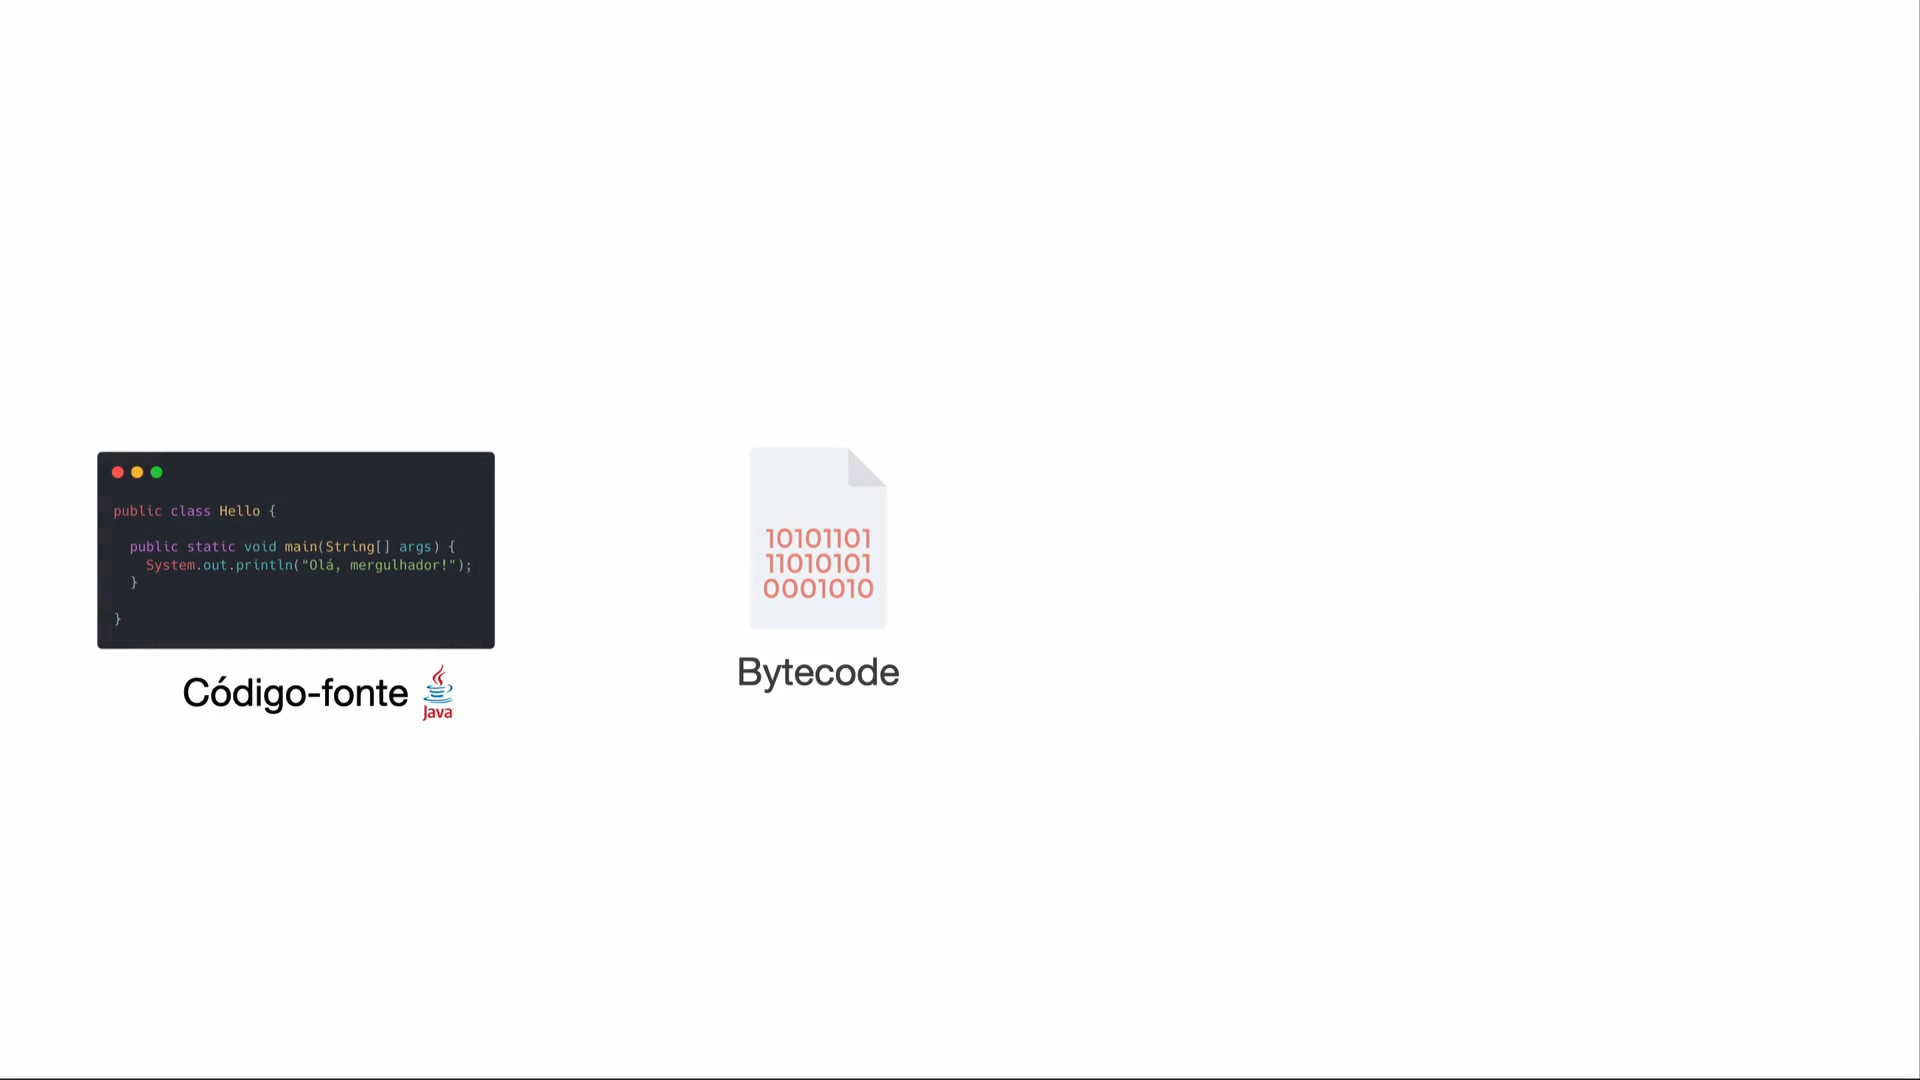 public class Hello {
public static void main(String[] args) {
System.out.println("Olá, mergulhador!");
}
}
Código-fonte
Java
10101101
11010101
0001010
Bytecode